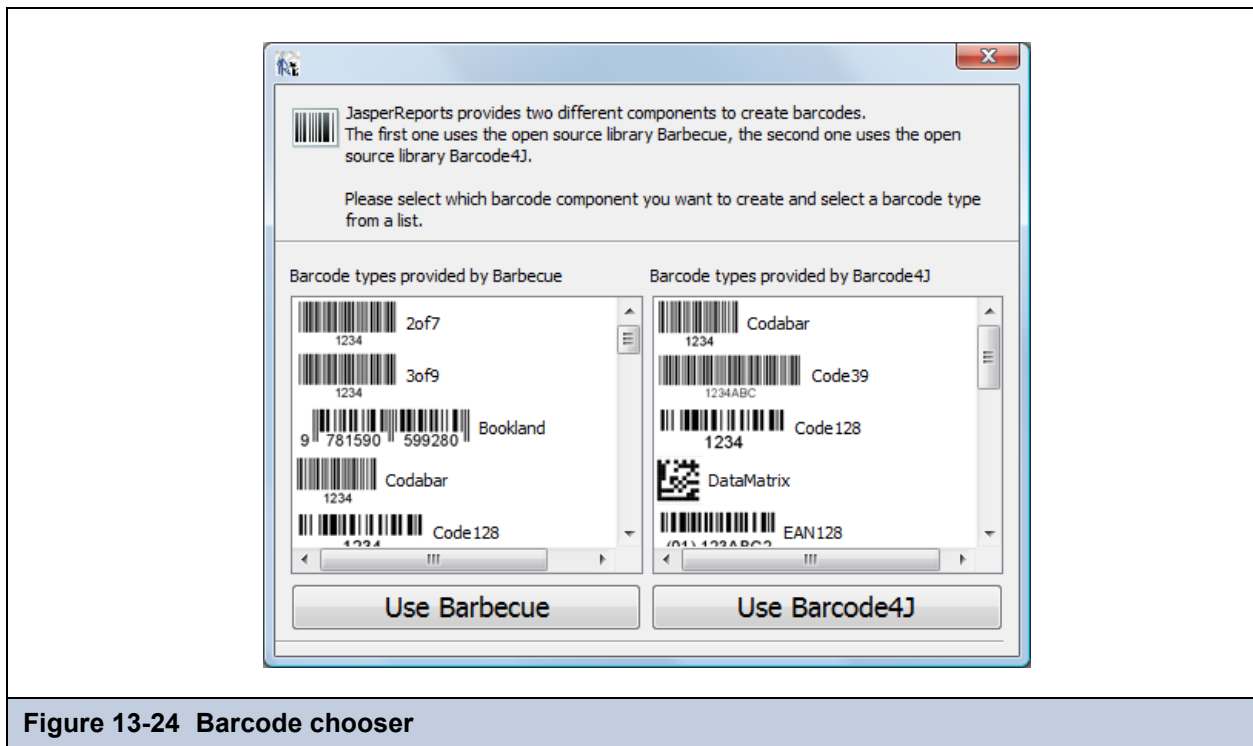 JasperReports provides two different components to create barcodes.
The first one uses the open source library Barbecue, the second one uses the open
source library Barcode4J.
Please select which barcode component you want to create and select a barcode type
from a list.
Barcode types provided by Barbecue
2of7
1234
3of9
1234
Bookland
9 781590 599280
Codabar
1234
Code128
1234
Use Barbecue
Barcode types provided by Barcode4J
Codabar
1234
Code39
1234ABC
Code128
1234
DataMatrix
EAN128
(01) 123ABC2
Use Barcode4J
Figure 13-24 Barcode chooser